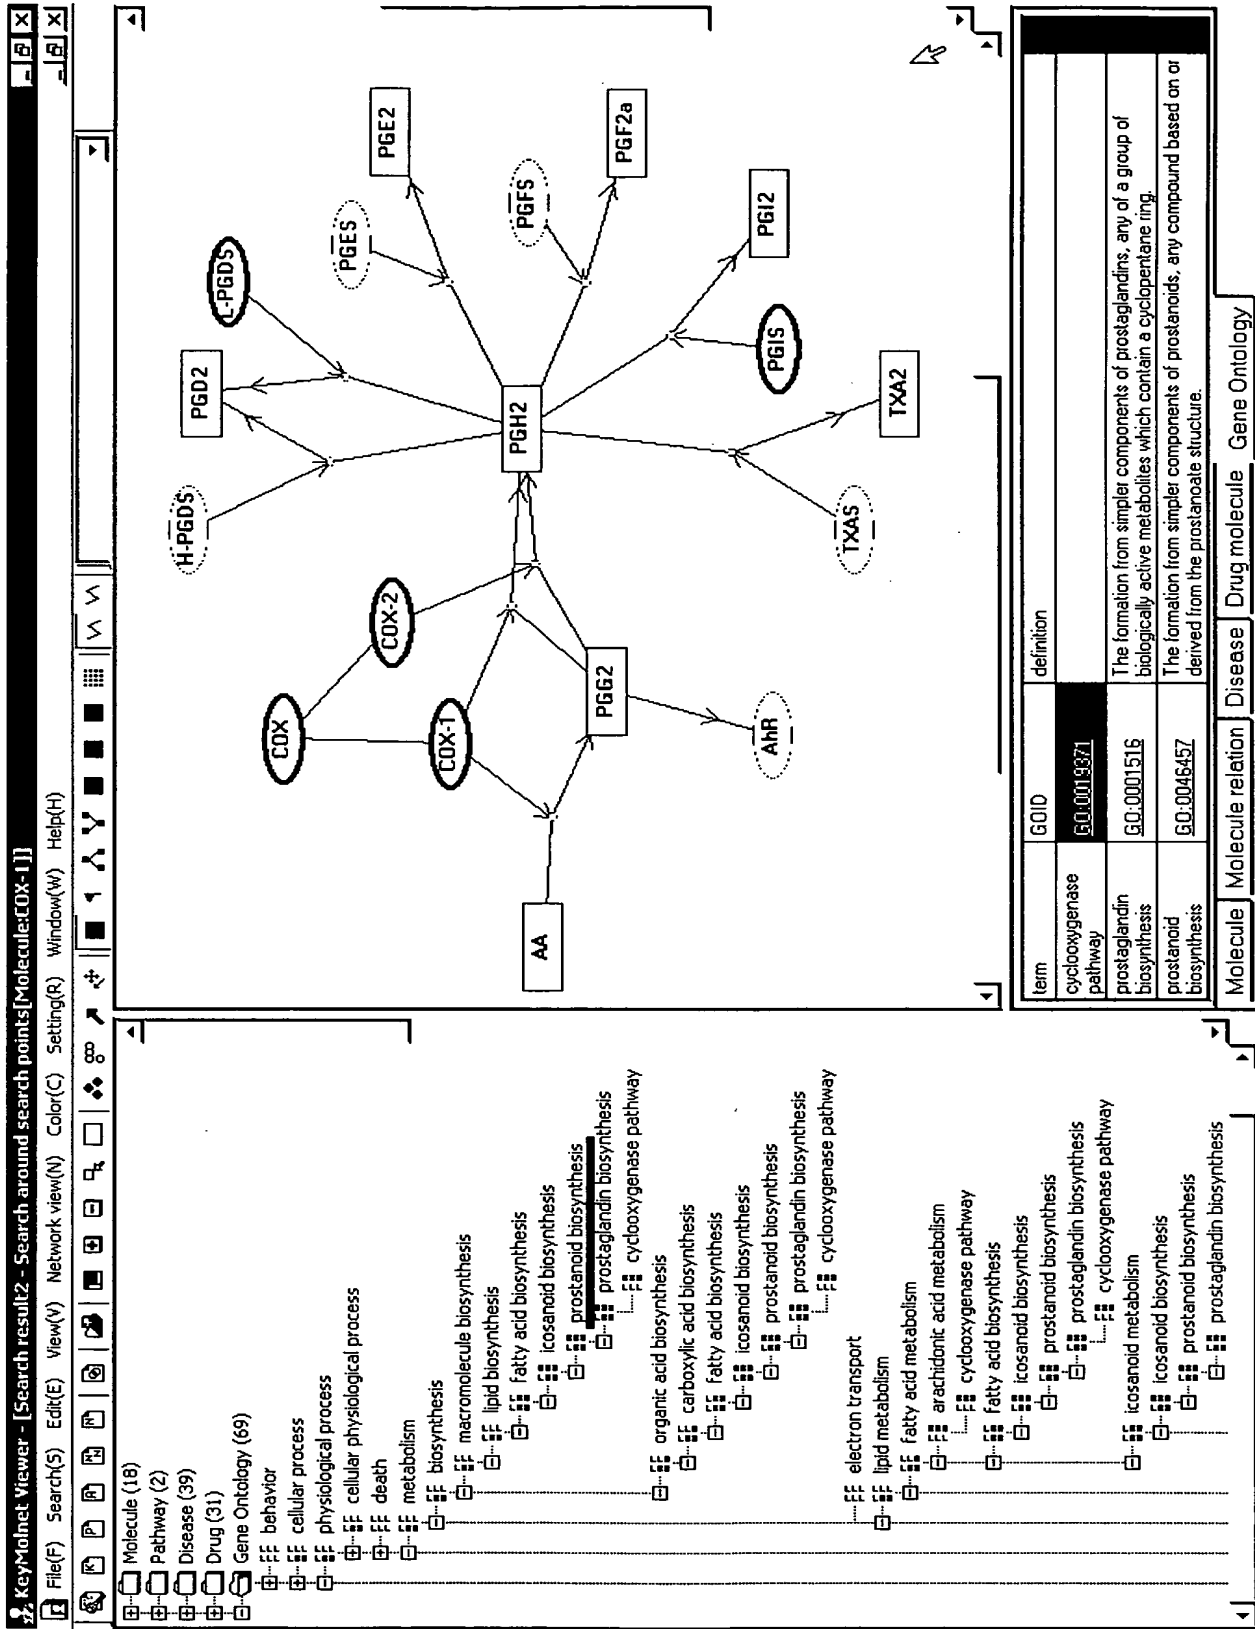 KeyMolnet Viewer - [Search result2 - Search around search points[Molecule:COX-1]]
File(F) Search(S) Edit(E) View(V) Network view(N) Color(C) Setting(R) Window(W) Help(H)
Molecule (18)
Pathway (2)
Disease (39)
Drug (31)
Gene Ontology (69)
behavior
cellular process
physiological process
cellular physiological process
death
metabolism
biosynthesis
macromolecule biosynthesis
lipid biosynthesis
fatty acid biosynthesis
icosanoid biosynthesis
prostanoid biosynthesis
prostaglandin biosynthesis
cyclooxygenase pathway
organic acid biosynthesis
carboxylic acid biosynthesis
fatty acid biosynthesis
icosanoid biosynthesis
prostanoid biosynthesis
prostaglandin biosynthesis
cyclooxygenase pathway
electron transport
lipid metabolism
fatty acid metabolism
arachidonic acid metabolism
cyclooxygenase pathway
fatty acid biosynthesis
icosanoid biosynthesis
prostanoid biosynthesis
prostaglandin biosynthesis
cyclooxygenase pathway
icosanoid metabolism
icosanoid biosynthesis
prostanoid biosynthesis
prostaglandin biosynthesis
H-PGDS
PGD2
L-PGDS
PGES
PGE2
COX
COX-2
COX-1
PGH2
PGFS
PGF2a
AA
PGG2
PGI2
PGIS
AhR
TXAS
TXA2
term GOID definition
cyclooxygenase pathway GO:0019371
prostaglandin biosynthesis GO:0001516 The formation from simpler components of prostaglandins, any of a group of
biologically active metabolites which contain a cyclopentane ring.
prostanoid biosynthesis GO:0046457 The formation from simpler components of prostanoids, any compound based on or
derived from the prostanoate structure.
Molecule Molecule relation Disease Drug molecule Gene Ontology